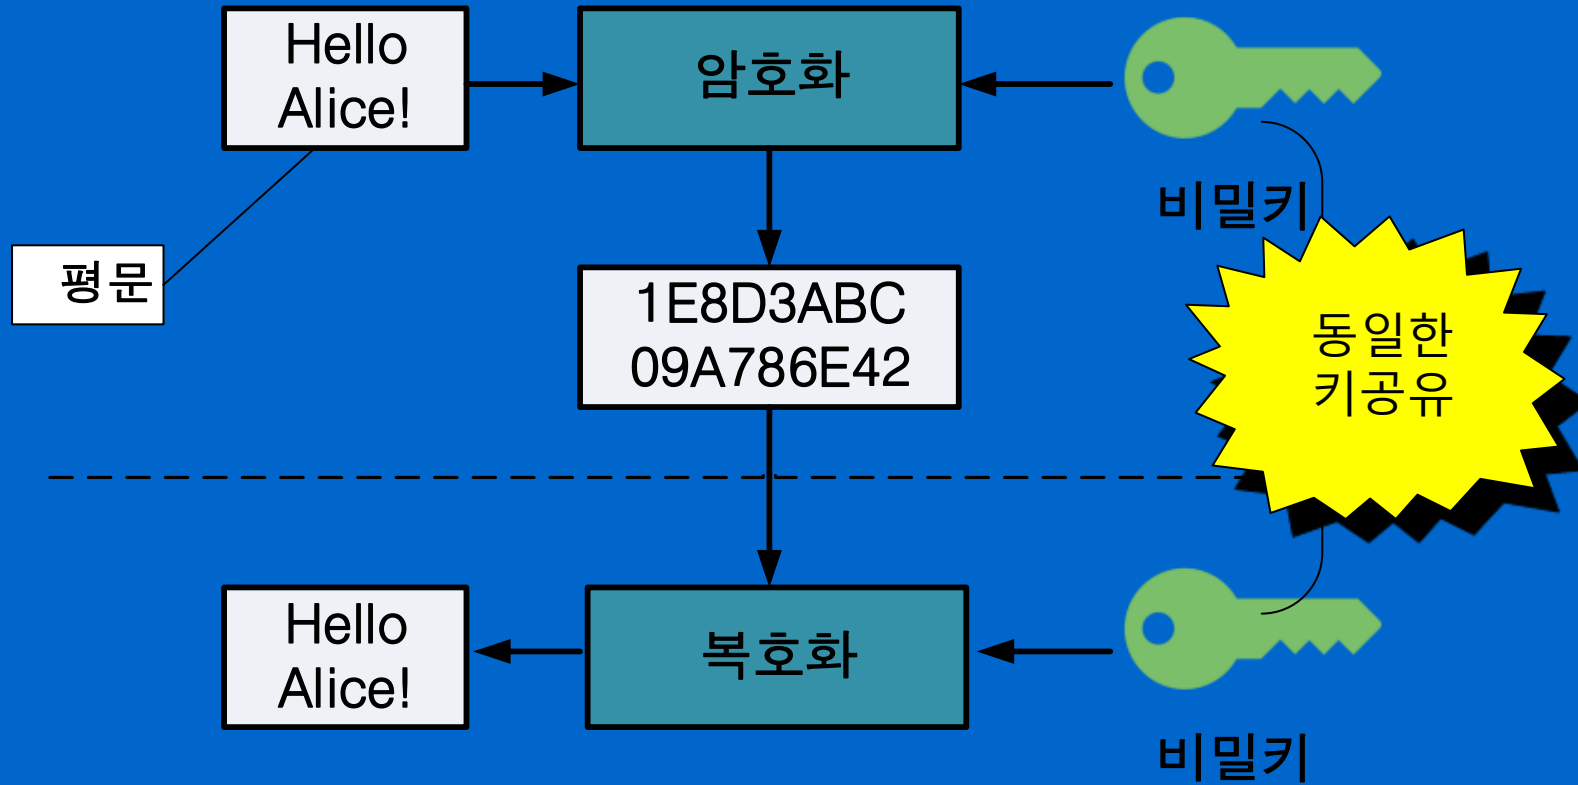 Hello
Alice!
암호화
비밀키
평문
1E8D3ABC
09A786E42
동일한
키공유
Hello
Alice!
복호화
비밀키